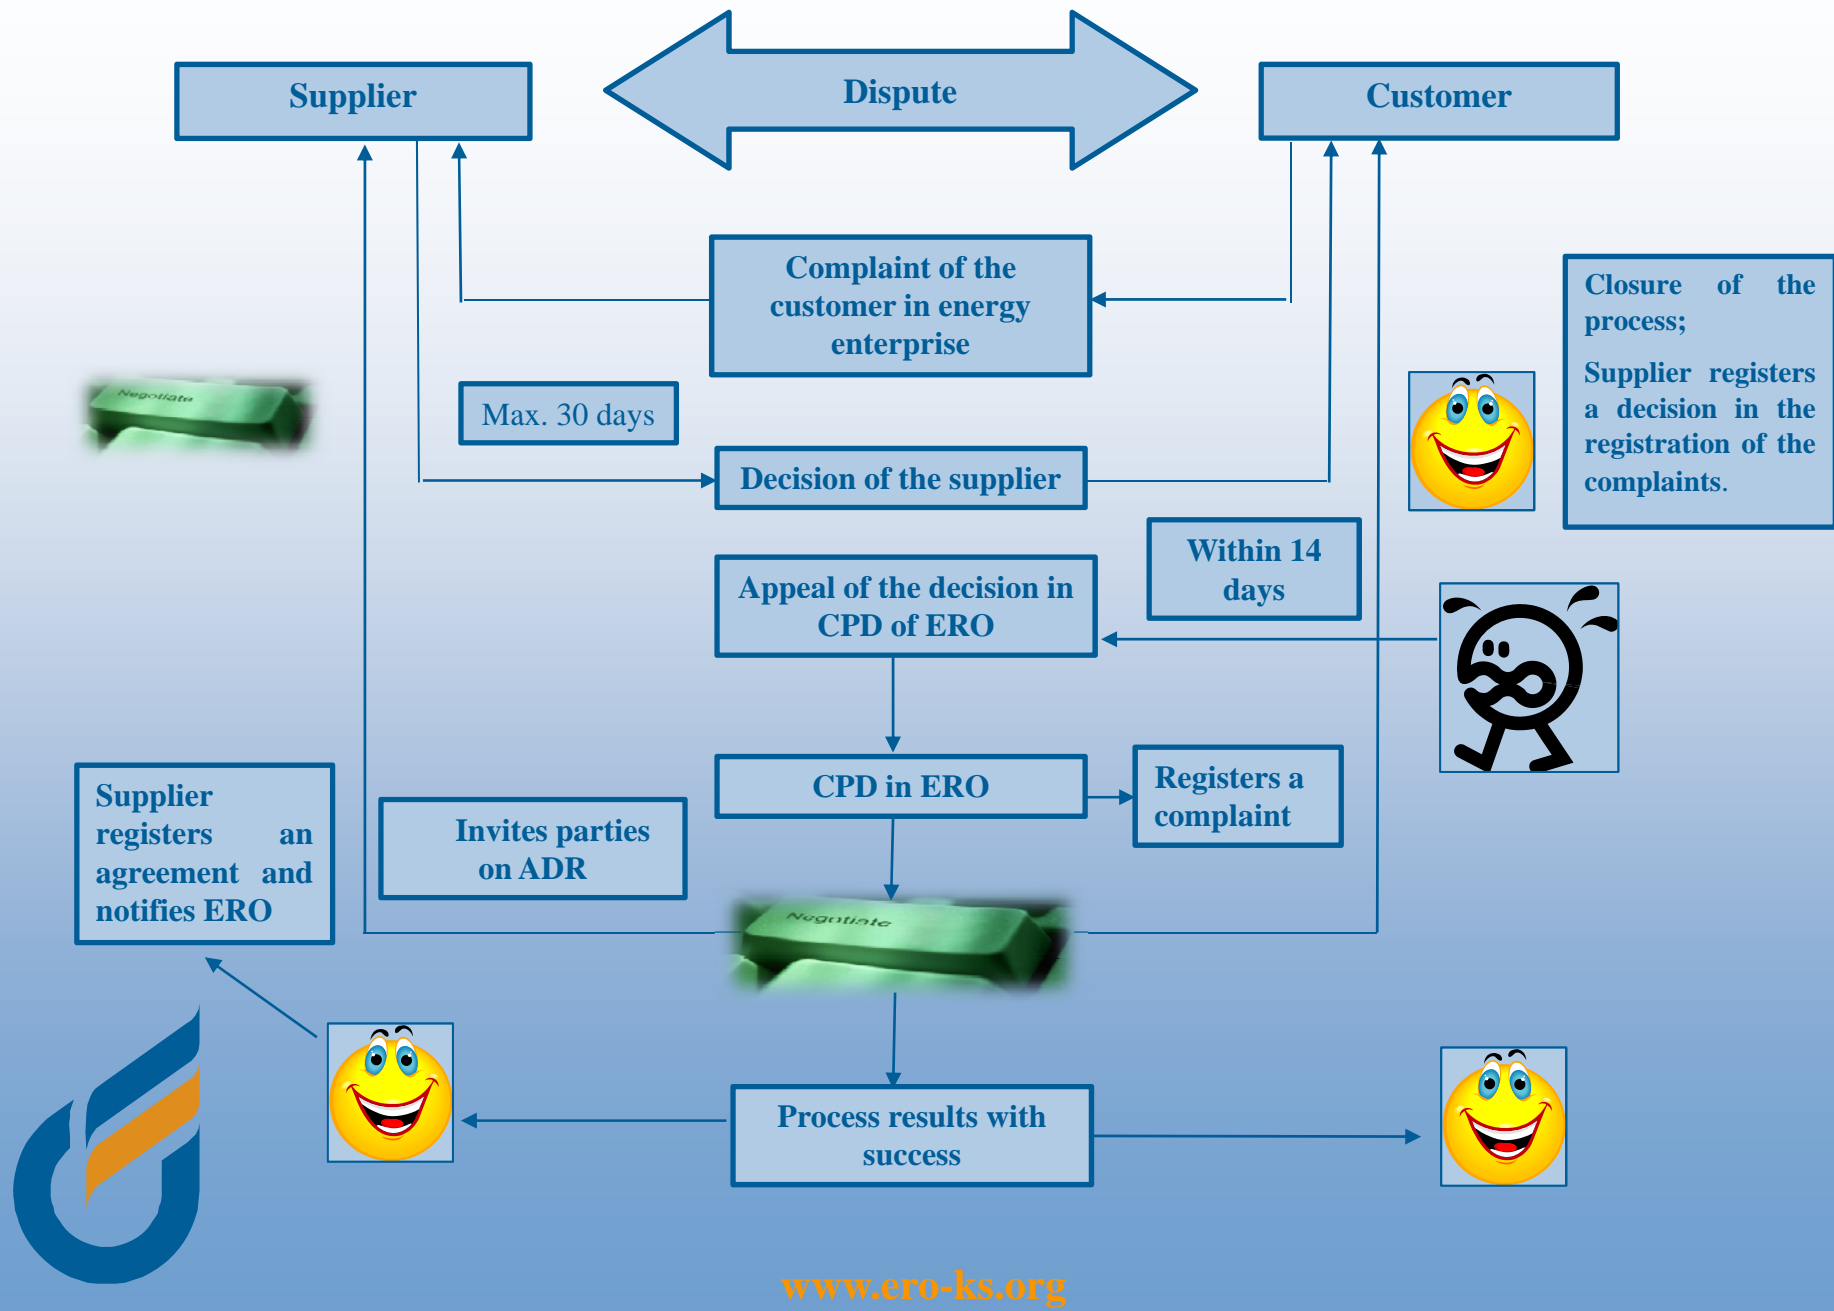 Supplier
Dispute
Customer
Complaint of the
customer in energy
enterprise
Closure of the
process;
Supplier registers
a decision in the
registration of the
complaints.
Negotiate
Max. 30 days
Decision of the supplier
Within 14
days
Appeal of the decision in
CPD of ERO
CPD in ERO
Registers a
complaint
Supplier
registers an
agreement and
notifies ERO
Invites parties
on ADR
Negotiate
Process results with
success
www.ero-ks.org